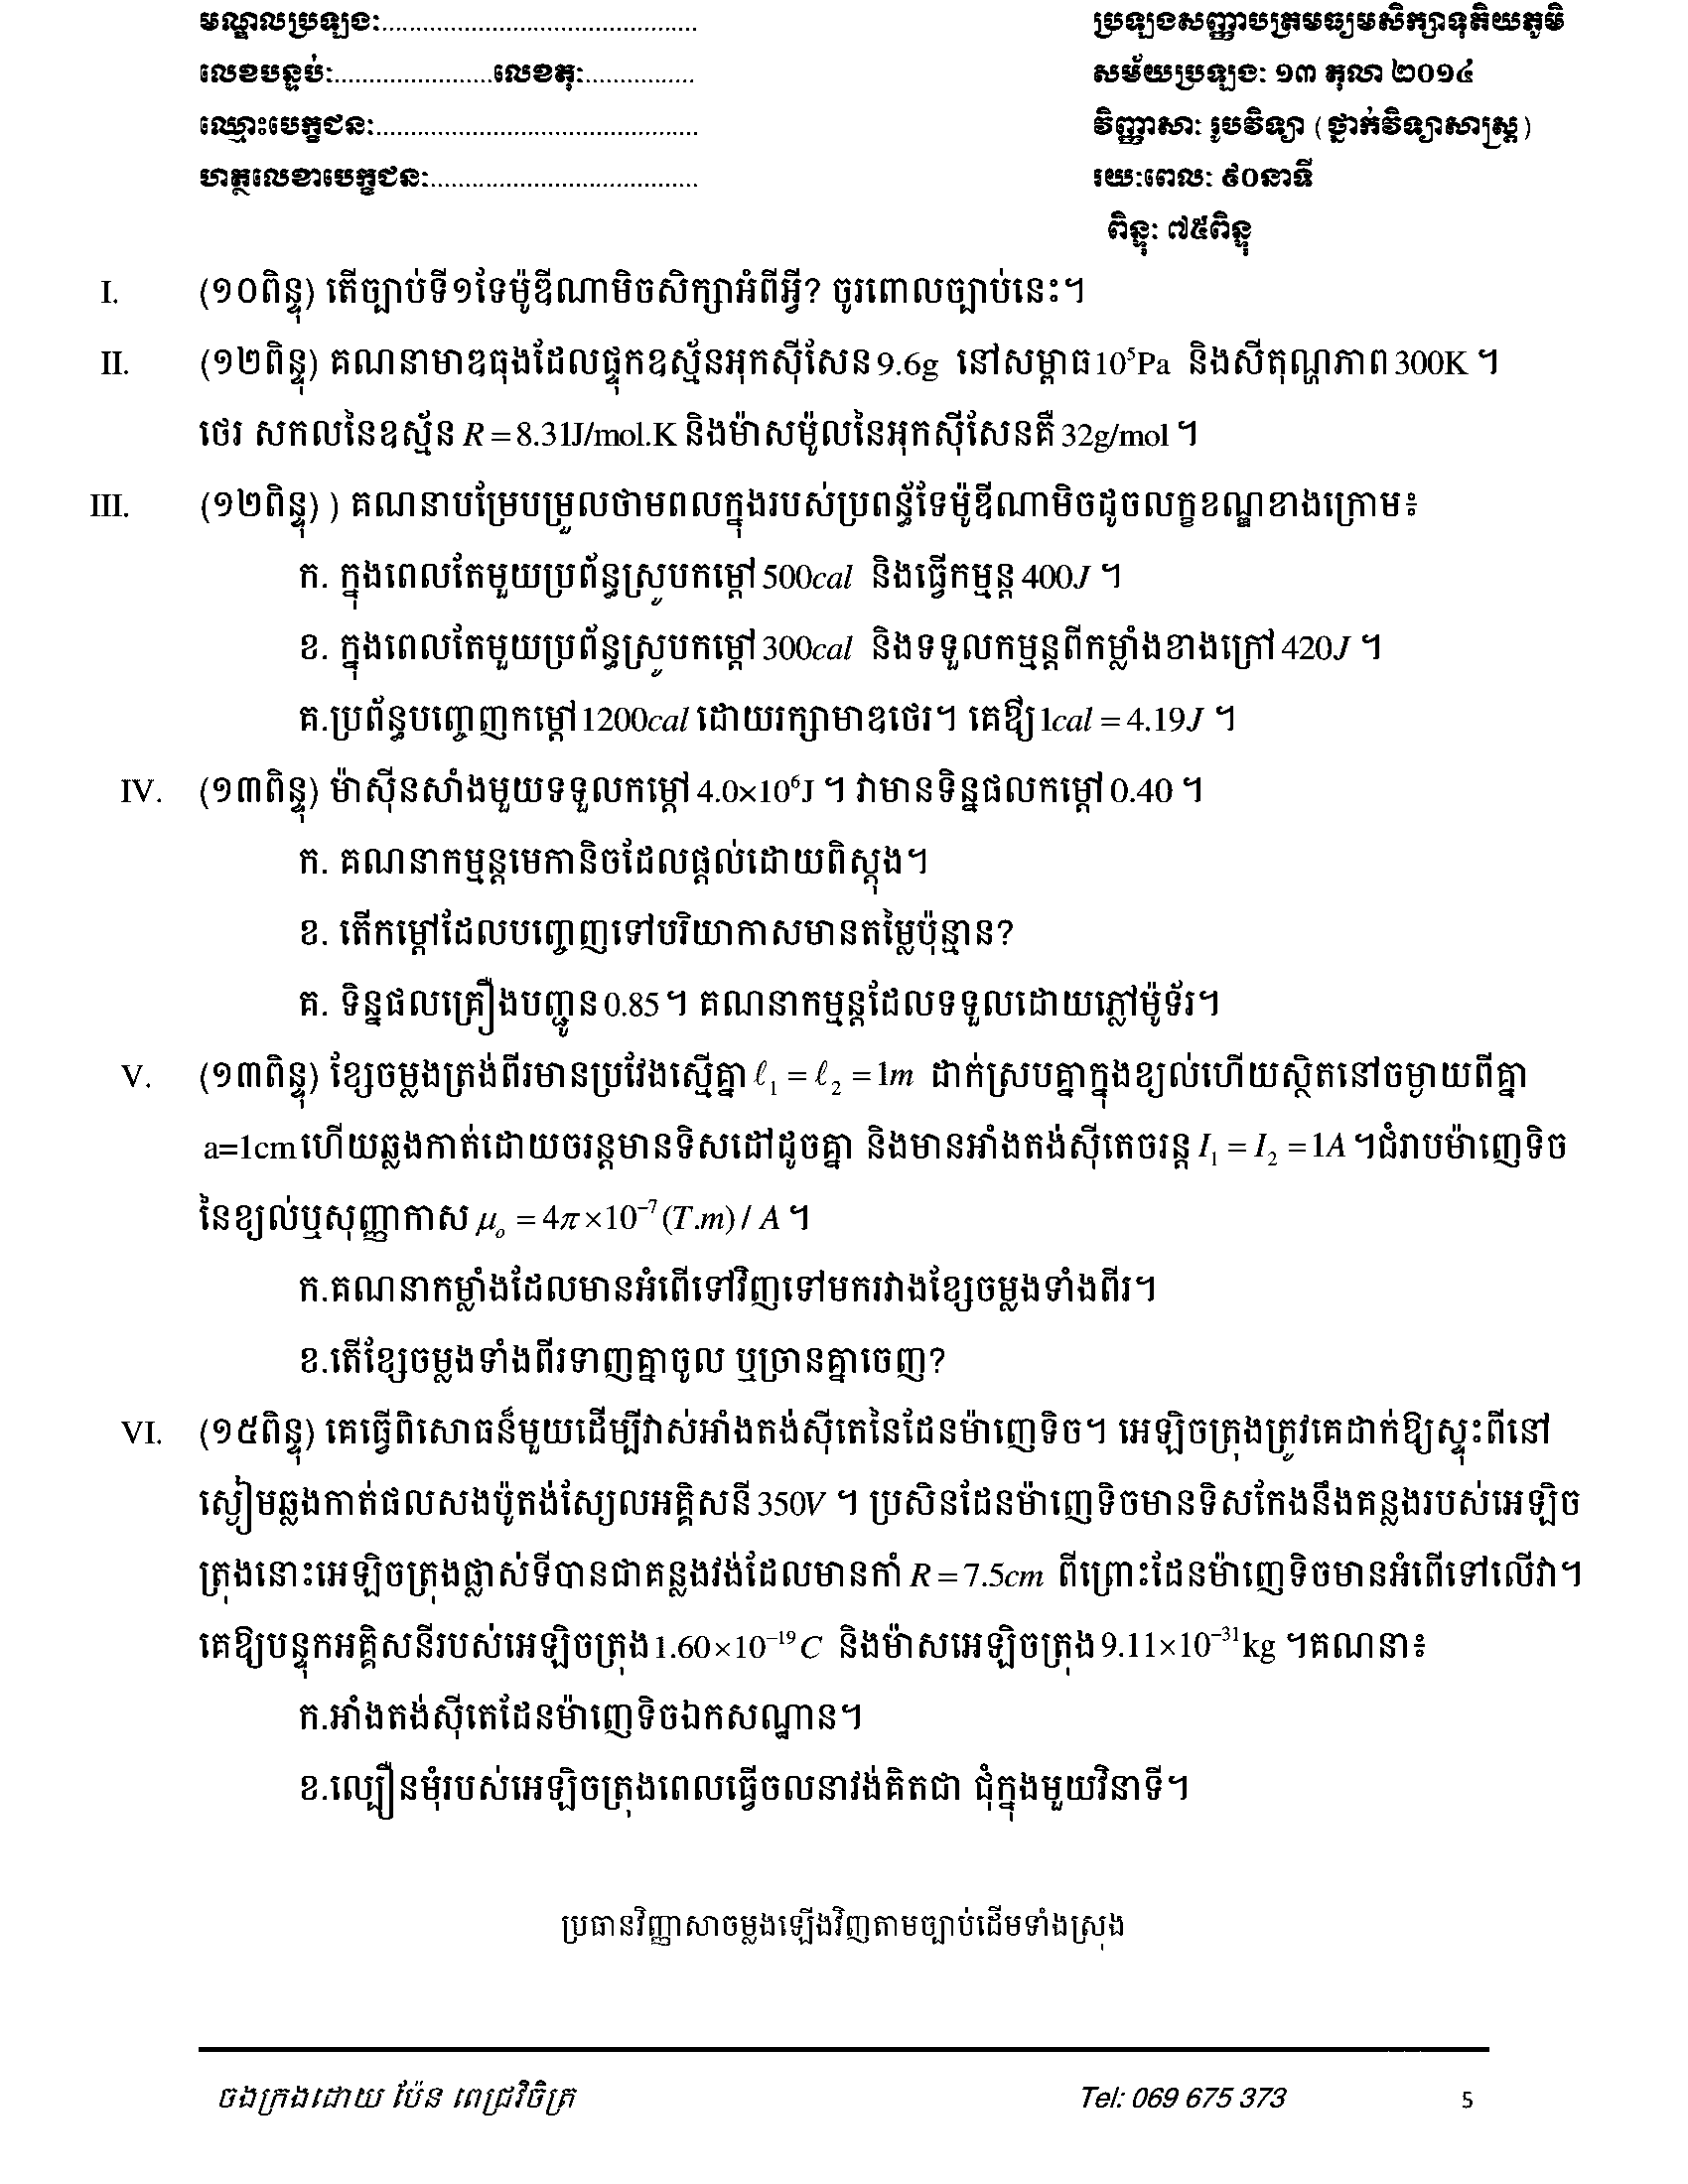 មណ្ឌលប្រឡង:.............................................
ប្រឡងសញ្ញាបត្រមធ្យមសិក្សាទុតិយភូមិ
លេខបន្ទប់:.......................លេខតុ:................
សម័យប្រឡង: ១៣ តុលា ២០១៤
ឈ្មោះបេក្ខជន:..............................................
វិញ្ញាសា: រូបវិទ្យា (ថ្នាក់វិទ្យាសាស្ត្រ)
ហត្ថលេខាបេក្ខជន:.......................................
រយ:ពេល: ៩០នាទី
ពិន្ទុ: ៧៥ពិន្ទុ
I. (១០ពិន្ទុ) តើច្បាប់ទី១ទែម៉ូឌីណាមិចសិក្សាអំពីអ្វី? ចូរពោលច្បាប់នេះ។
II. (១២ពិន្ទុ) គណនាមាឌធុងដែលផ្ទុកឧស្ម័នអុកស៊ីសែន 9.6g នៅសម្ពាធ 10⁵Pa និងសីតុណ្ហភាព 300K ។
ថេរ សកលនៃឧស្ម័ន R = 8.31J/mol.K និងម៉ាសម៉ូលនៃអុកស៊ីសែនគឺ 32g/mol ។
III. (១២ពិន្ទុ) ) គណនាបម្រែបម្រួលថាមពលក្នុងរបស់ប្រពន្ធ័ទែម៉ូឌីណាមិចដូចលក្ខខណ្ឌខាងក្រោម៖
ក. ក្នុងពេលតែមួយប្រព័ន្ធស្រូបកម្ដៅ 500cal និងធ្វើកម្មន្ត 400J ។
ខ. ក្នុងពេលតែមួយប្រព័ន្ធស្រូបកម្ដៅ 300cal និងទទួលកម្មន្តពីកម្លាំងខាងក្រៅ 420J ។
គ.ប្រព័ន្ធបញ្ចេញកម្ដៅ 1200cal ដោយរក្សាមាឌថេរ។ គេឪ្យ 1cal = 4.19J ។
IV. (១៣ពិន្ទុ) ម៉ាស៊ីនសាំងមួយទទួលកម្ដៅ 4.0×10⁶J ។ វាមានទិន្នផលកម្ដៅ 0.40 ។
ក. គណនាកម្មន្តមេកានិចដែលផ្ដល់ដោយពិស្តុង។
ខ. តើកម្ដៅដែលបញ្ចេញទៅបរិយាកាសមានតម្លៃប៉ុន្មាន?
គ. ទិន្នផលគ្រឿងបញ្ជូន 0.85 ។ គណនាកម្មន្តដែលទទួលដោយភ្លៅម៉ូទ័រ។
V. (១៣ពិន្ទុ) ខ្សែចម្លងត្រង់ពីរមានប្រវែងស្មើគ្នា ℓ₁ = ℓ₂ = 1m ដាក់ស្របគ្នាក្នុងខ្យល់ហើយស្ថិតនៅចម្ងាយពីគ្នា
a=1cm ហើយឆ្លងកាត់ដោយចរន្តមានទិសដៅដូចគ្នា និងមានអាំងតង់ស៊ីតេចរន្ត I₁ = I₂ = 1A ។ជំរាបម៉ាញេទិច
នៃខ្យល់ឬសុញ្ញាកាស μₒ = 4π×10⁻⁷(T.m)/ A ។
ក.គណនាកម្លាំងដែលមានអំពើទៅវិញទៅមករវាងខ្សែចម្លងទាំងពីរ។
ខ.តើខ្សែចម្លងទាំងពីរទាញគ្នាចូល ឬច្រានគ្នាចេញ?
VI. (១៥ពិន្ទុ) គេធ្វើពិសោធន៏មួយដើម្បីវាស់អាំងតង់ស៊ីតេនៃដែនម៉ាញេទិច។ អេឡិចត្រុងត្រូវគេដាក់ឱ្យស្ទុះពីនៅ
ស្ងៀមឆ្លងកាត់ផលសងប៉ូតង់ស្យែលអគ្គិសនី 350V ។ ប្រសិនដែនម៉ាញេទិចមានទិសកែងនឹងគន្លងរបស់អេឡិច
ត្រុងនោះអេឡិចត្រុងផ្លាស់ទីបានជាគន្លងវង់ដែលមានកាំ R = 7.5cm ពីព្រោះដែនម៉ាញេទិចមានអំពើទៅលើវា។
គេឱ្យបន្ទុកអគ្គិសនីរបស់អេឡិចត្រុង 1.60×10⁻¹⁹C និងម៉ាសអេឡិចត្រុង 9.11×10⁻³¹kg ។គណនា៖
ក.អាំងតង់ស៊ីតេដែនម៉ាញេទិចឯកសណ្ឋាន។
ខ.ល្បឿនមុំរបស់អេឡិចត្រុងពេលធ្វើចលនាវង់គិតជា ជុំក្នុងមួយវិនាទី។
ប្រធានវិញ្ញាសាចម្លងឡើងវិញតាមច្បាប់ដើមទាំងស្រុង
ចងក្រងដោយ ប៉ែន ពេជ្រវិចិត្រ
Tel: 069 675 373
5